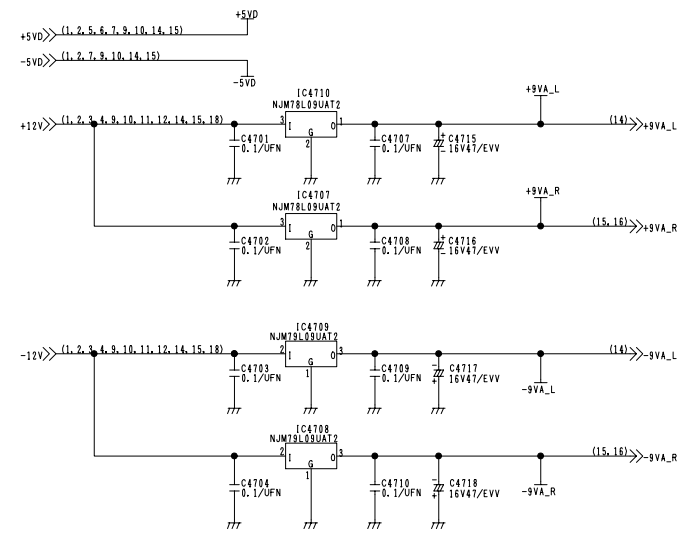 +5VD
+5VD (1,2,5,6,7,9,10,14,15)
-5VD (1,2,7,9,10,14,15)
-5VD
IC4710
NJM78L09UAT2
+9VA_L
+12V (1,2,3,4,9,10,11,12,14,15,18)
3 I O 1
G
2
(14) +9VA_L
C4701
0.1/UFN
C4707
0.1/UFN
+ C4715
- 16V47/EVV
IC4707
NJM78L09UAT2
+9VA_R
3 I O 1
G
2
(15,16) +9VA_R
C4702
0.1/UFN
C4708
0.1/UFN
+ C4716
- 16V47/EVV
IC4709
NJM79L09UAT2
-12V (1,2,3,4,9,10,11,12,14,15,18)
2 I O 3
G
1
(14) -9VA_L
C4703
0.1/UFN
C4709
0.1/UFN
- C4717
+ 16V47/EVV
-9VA_L
IC4708
NJM79L09UAT2
2 I O 3
G
1
(15,16) -9VA_R
C4704
0.1/UFN
C4710
0.1/UFN
- C4718
+ 16V47/EVV
-9VA_R